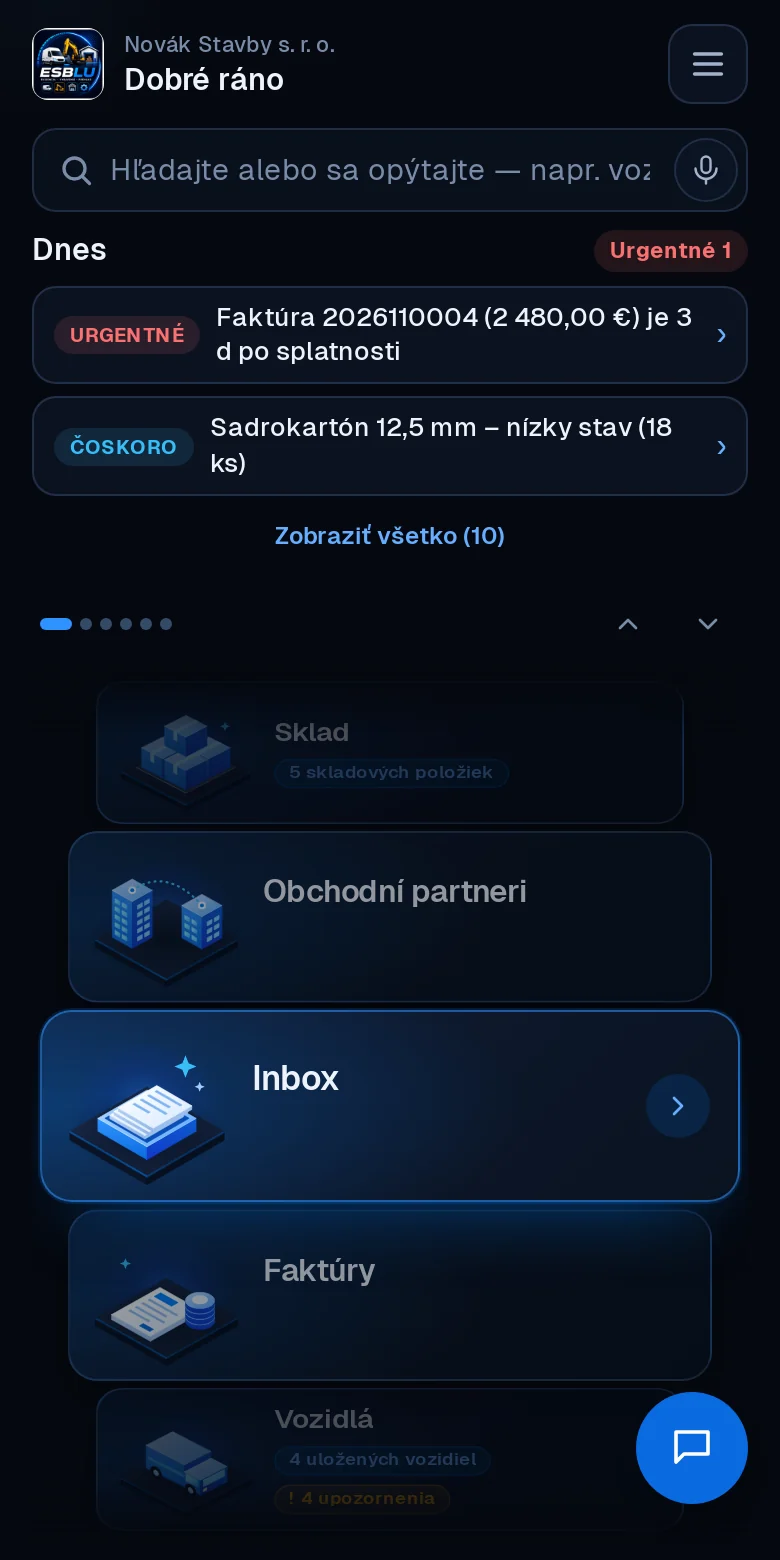 ESBLU
Novák Stavby s. r. o.
Dobré ráno
Hľadajte alebo sa opýtajte — napr. voz
Dnes
Urgentné 1
URGENTNÉ
Faktúra 2026110004 (2 480,00 €) je 3
d po splatnosti
ČOSKORO
Sadrokartón 12,5 mm – nízky stav (18
ks)
Zobraziť všetko (10)
Sklad
5 skladových položiek
Obchodní partneri
Inbox
Faktúry
Vozidlá
4 uložených vozidiel
! 4 upozornenia